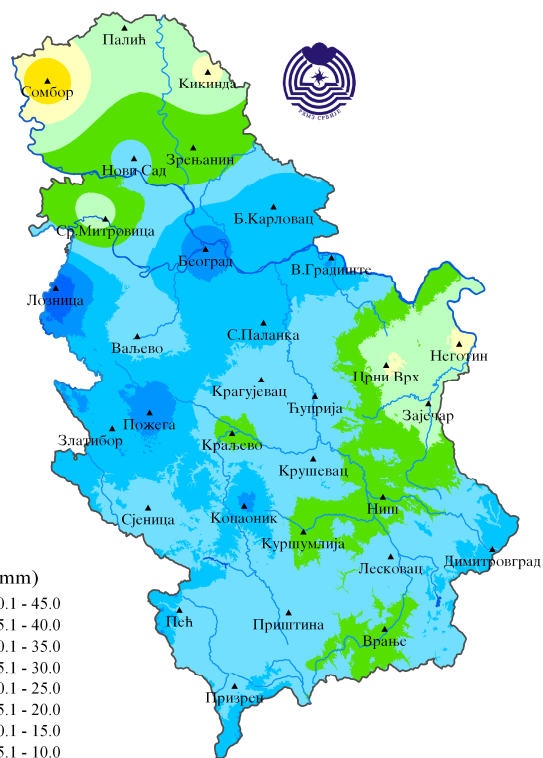 Палић
Кикинда
Сомбор
РХМЗ СРБИЈЕ
Зрењанин
Нови Сад
Ср.Митровица
Б.Карловац
Београд
В.Градиште
Лозница
С.Паланка
Ваљево
Неготин
Црни Врх
Крагујевац
Ћуприја
Зајечар
Пожега
Златибор
Краљево
Крушевац
Ниш
Сјеница
Копаоник
Куршумлија
Лесковац
Димитровград
mm)
0.1 - 45.0
5.1 - 40.0
0.1 - 35.0
5.1 - 30.0
0.1 - 25.0
5.1 - 20.0
0.1 - 15.0
5.1 - 10.0
Пећ
Приштина
Врање
Призрен